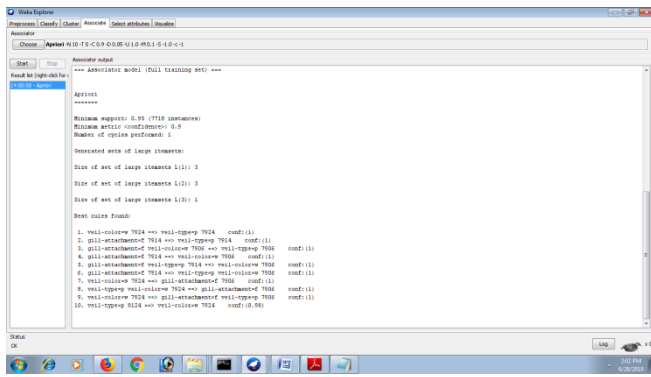 Weka Explorer
Preprocess Classify Cluster Associate Select attributes Visualize
Associator
Choose Apriori -N 10 -T 0 -C 0.9 -D 0.05 -U 1.0 -M 0.1 -S -1.0 -c -1
Start Stop
Result list (right-click for
- Apriori
Associator output
=== Associator model (full training set) ===
Apriori
=======
Minimum support: 0.95 (7718 instances)
Minimum metric <confidence>: 0.9
Number of cycles performed: 1
Generated sets of large itemsets:
Size of set of large itemsets L(1): 3
Size of set of large itemsets L(2): 3
Size of set of large itemsets L(3): 1
Best rules found:
1. veil-color=w 7924 ==> veil-type=p 7924 conf:(1)
2. gill-attachment=f 7914 ==> veil-type=p 7914 conf:(1)
3. gill-attachment=f veil-color=w 7906 ==> veil-type=p 7906 conf:(1)
4. gill-attachment=f 7914 ==> veil-color=w 7906 conf:(1)
5. gill-attachment=f veil-type=p 7914 ==> veil-color=w 7906 conf:(1)
6. gill-attachment=f 7914 ==> veil-type=p veil-color=w 7906 conf:(1)
7. veil-color=w 7924 ==> gill-attachment=f 7906 conf:(1)
8. veil-type=p veil-color=w 7924 ==> gill-attachment=f 7906 conf:(1)
9. veil-color=w 7924 ==> gill-attachment=f veil-type=p 7906 conf:(1)
10. veil-type=p 8124 ==> veil-color=w 7924 conf:(0.98)
Status
OK
Log
x 0
2:02 PM
6/28/2019